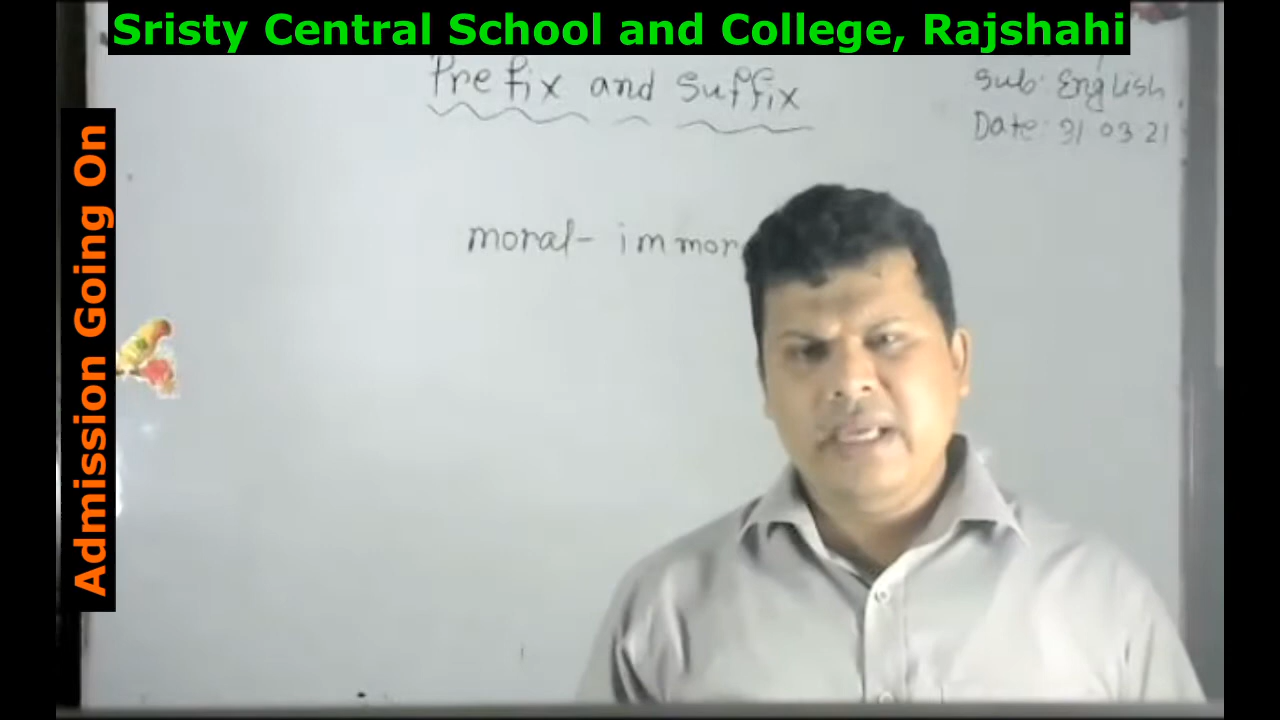 Sristy Central School and College, Rajshahi
Prefix and Suffix
Sub: English
Date: 31 03 21
moral- immor
Admission Going On